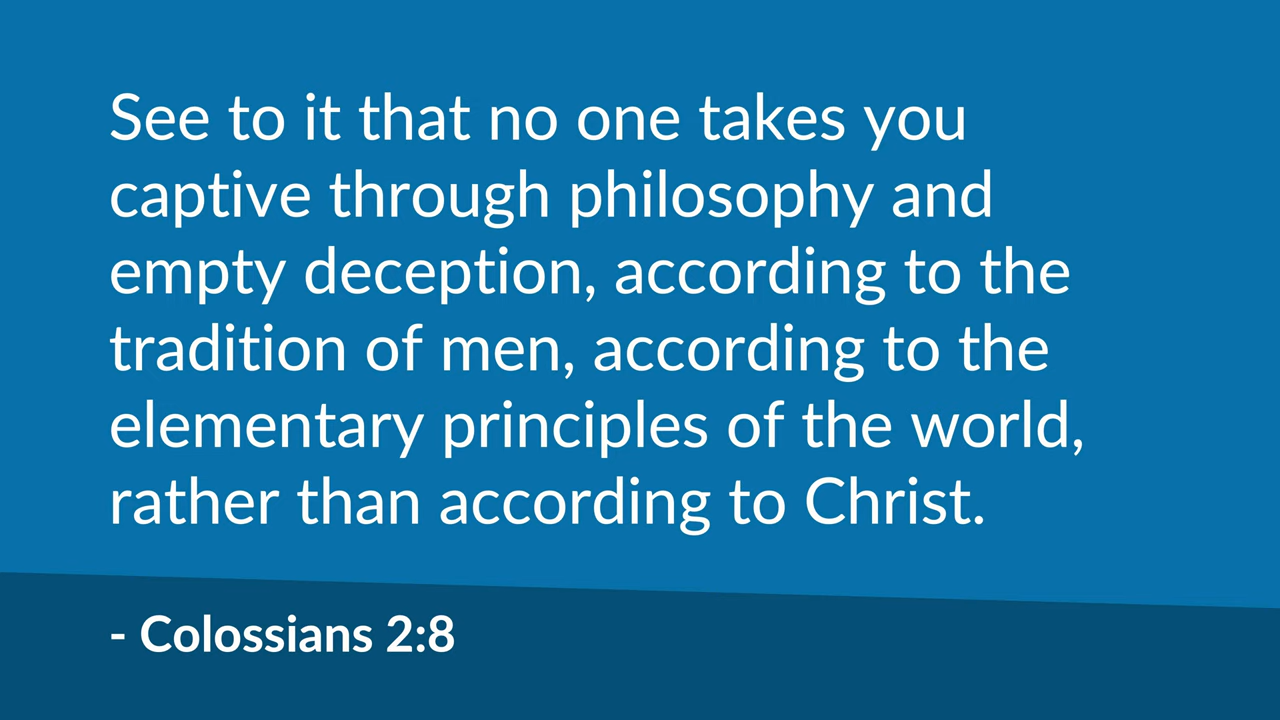 See to it that no one takes you
captive through philosophy and
empty deception, according to the
tradition of men, according to the
elementary principles of the world,
rather than according to Christ.
- Colossians 2:8